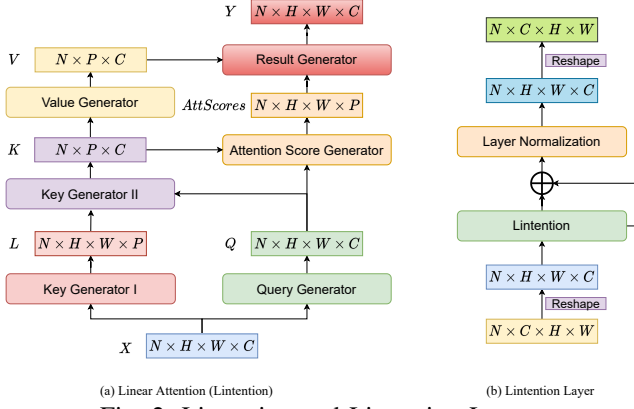 Y N × H × W × C
V N × P × C Result Generator
Value Generator AttScores N × H × W × P
K N × P × C Attention Score Generator
Key Generator II
L N × H × W × P Q N × H × W × C
Key Generator I Query Generator
X N × H × W × C
(a) Linear Attention (Lintention)
N × C × H × W
Reshape
N × H × W × C
Layer Normalization
Lintention
N × H × W × C
Reshape
N × C × H × W
(b) Lintention Layer